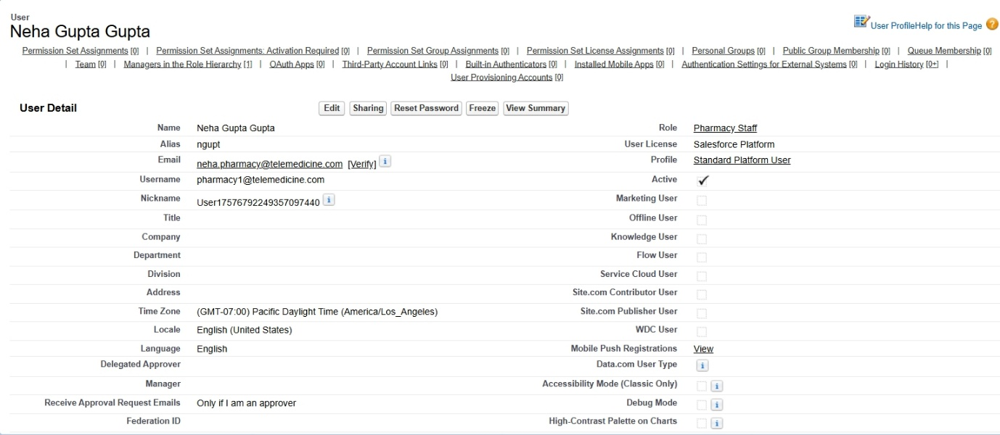 User
Neha Gupta Gupta
User Profile Help for this Page
Permission Set Assignments [0] | Permission Set Assignments: Activation Required [0] | Permission Set Group Assignments [0] | Permission Set License Assignments [0] | Personal Groups [0] | Public Group Membership [0] | Queue Membership [0]
| Team [0] | Managers in the Role Hierarchy [1] | OAuth Apps [0] | Third-Party Account Links [0] | Built-in Authenticators [0] | Installed Mobile Apps [0] | Authentication Settings for External Systems [0] | Login History [0+] |
User Provisioning Accounts [0]
User Detail Edit Sharing Reset Password Freeze View Summary
Name Neha Gupta Gupta Role Pharmacy Staff
Alias ngupt User License Salesforce Platform
Email neha.pharmacy@telemedicine.com [Verify] i Profile Standard Platform User
Username pharmacy1@telemedicine.com Active
Nickname User17576792249357097440 i Marketing User
Title Offline User
Company Knowledge User
Department Flow User
Division Service Cloud User
Address Site.com Contributor User
Time Zone (GMT-07:00) Pacific Daylight Time (America/Los_Angeles) Site.com Publisher User
Locale English (United States) WDC User
Language English Mobile Push Registrations View
Delegated Approver Data.com User Type i
Manager Accessibility Mode (Classic Only) i
Receive Approval Request Emails Only if I am an approver Debug Mode i
Federation ID High-Contrast Palette on Charts i